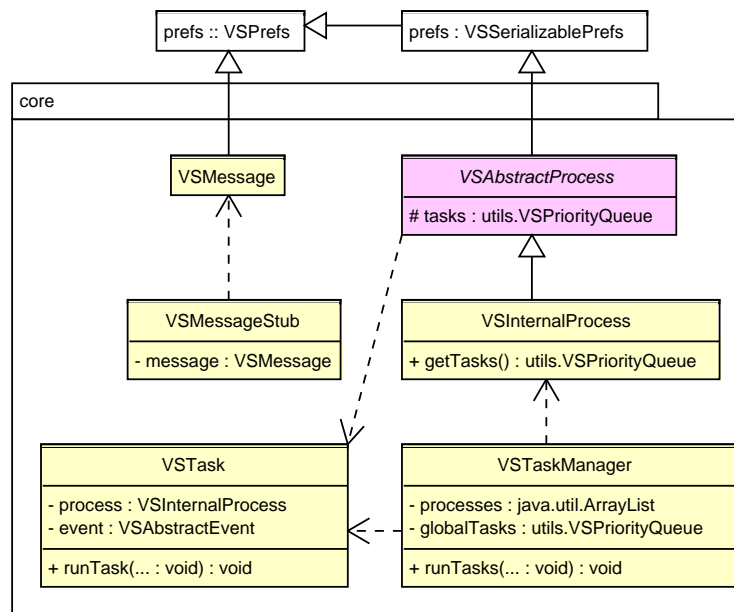 prefs :: VSPrefs
prefs : VSSerializablePrefs
core
VSMessage
VSAbstractProcess
# tasks : utils.VSPriorityQueue
VSMessageStub
- message : VSMessage
VSInternalProcess
+ getTasks() : utils.VSPriorityQueue
VSTask
- process : VSInternalProcess
- event : VSAbstractEvent
+ runTask(... : void) : void
VSTaskManager
- processes : java.util.ArrayList
- globalTasks : utils.VSPriorityQueue
+ runTasks(... : void) : void